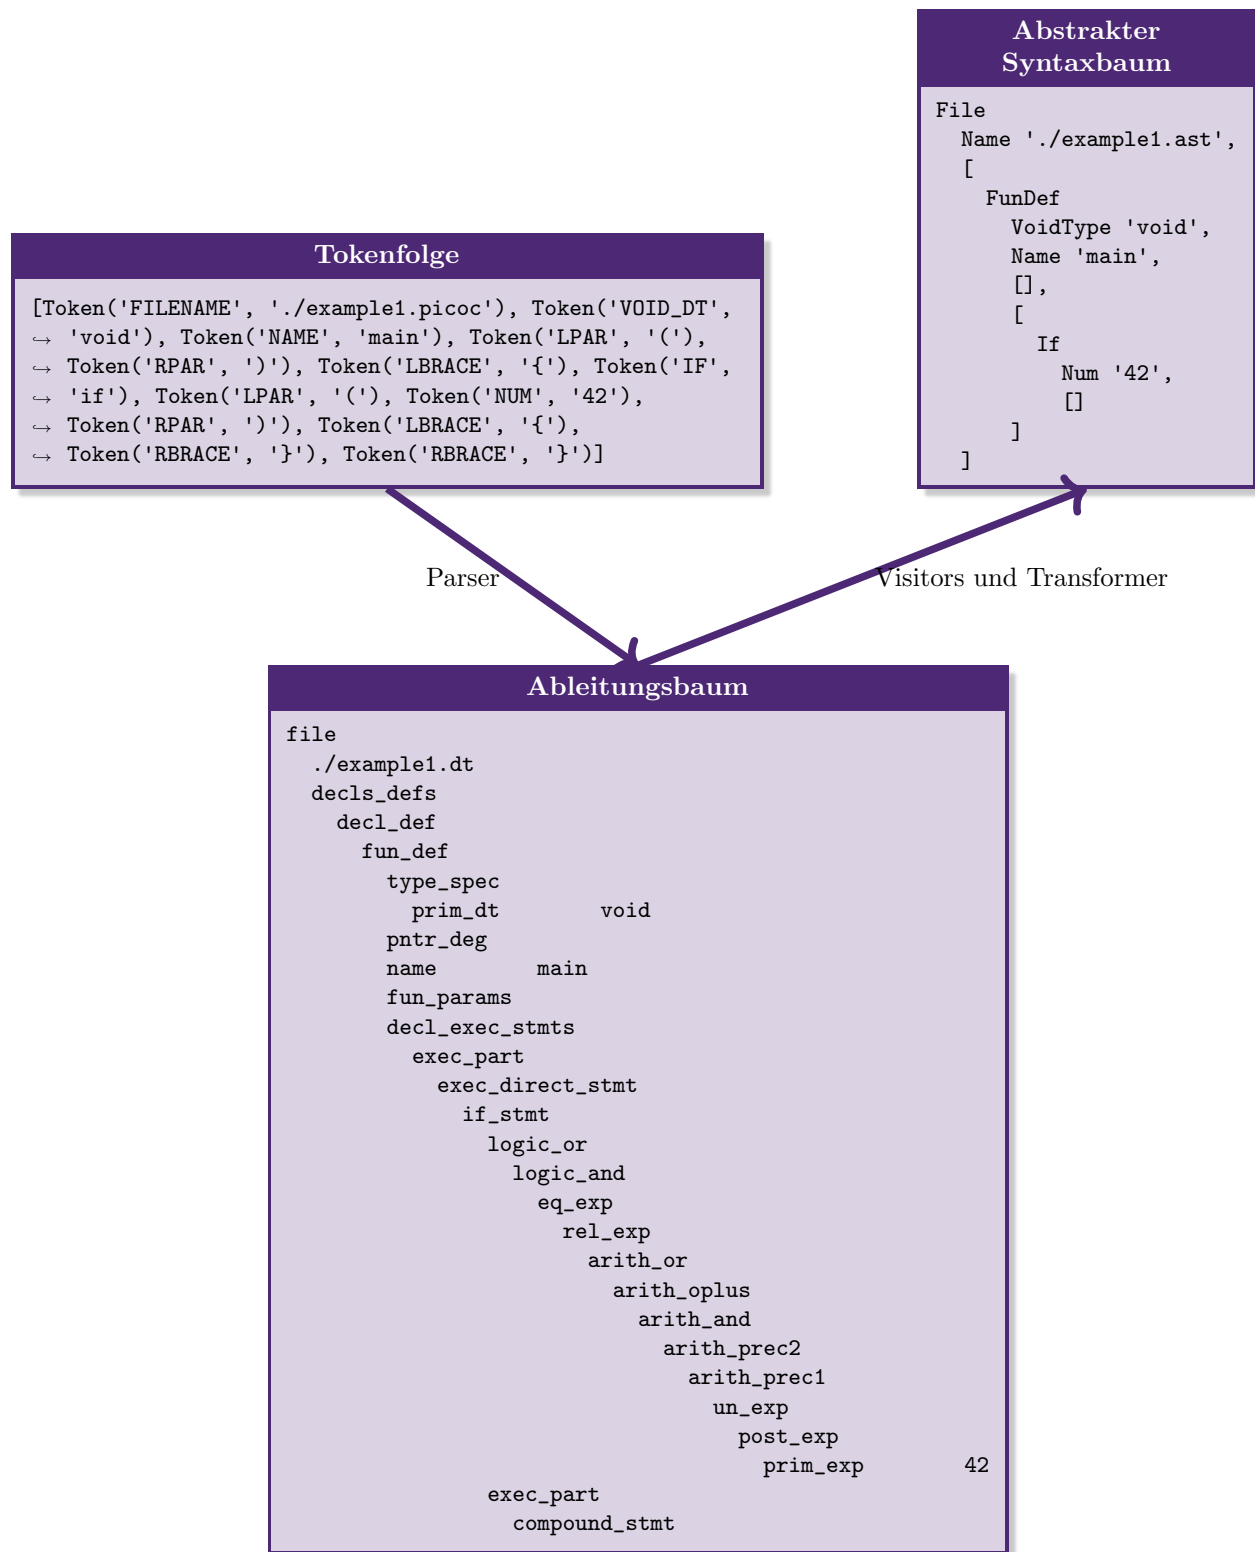 Abstrakter
Syntaxbaum
File
  Name './example1.ast',
  [
    FunDef
      VoidType 'void',
      Name 'main',
      [],
      [
        If
          Num '42',
          []
      ]
  ]
Tokenfolge
[Token('FILENAME', './example1.picoc'), Token('VOID_DT',
↪ 'void'), Token('NAME', 'main'), Token('LPAR', '('),
↪ Token('RPAR', ')'), Token('LBRACE', '{'), Token('IF',
↪ 'if'), Token('LPAR', '('), Token('NUM', '42'),
↪ Token('RPAR', ')'), Token('LBRACE', '{'),
↪ Token('RBRACE', '}'), Token('RBRACE', '}')]
Parser
Visitors und Transformer
Ableitungsbaum
file
  ./example1.dt
  decls_defs
    decl_def
      fun_def
        type_spec
          prim_dt        void
        pntr_deg
        name        main
        fun_params
        decl_exec_stmts
          exec_part
            exec_direct_stmt
              if_stmt
                logic_or
                  logic_and
                    eq_exp
                      rel_exp
                        arith_or
                          arith_oplus
                            arith_and
                              arith_prec2
                                arith_prec1
                                  un_exp
                                    post_exp
                                      prim_exp        42
                exec_part
                  compound_stmt